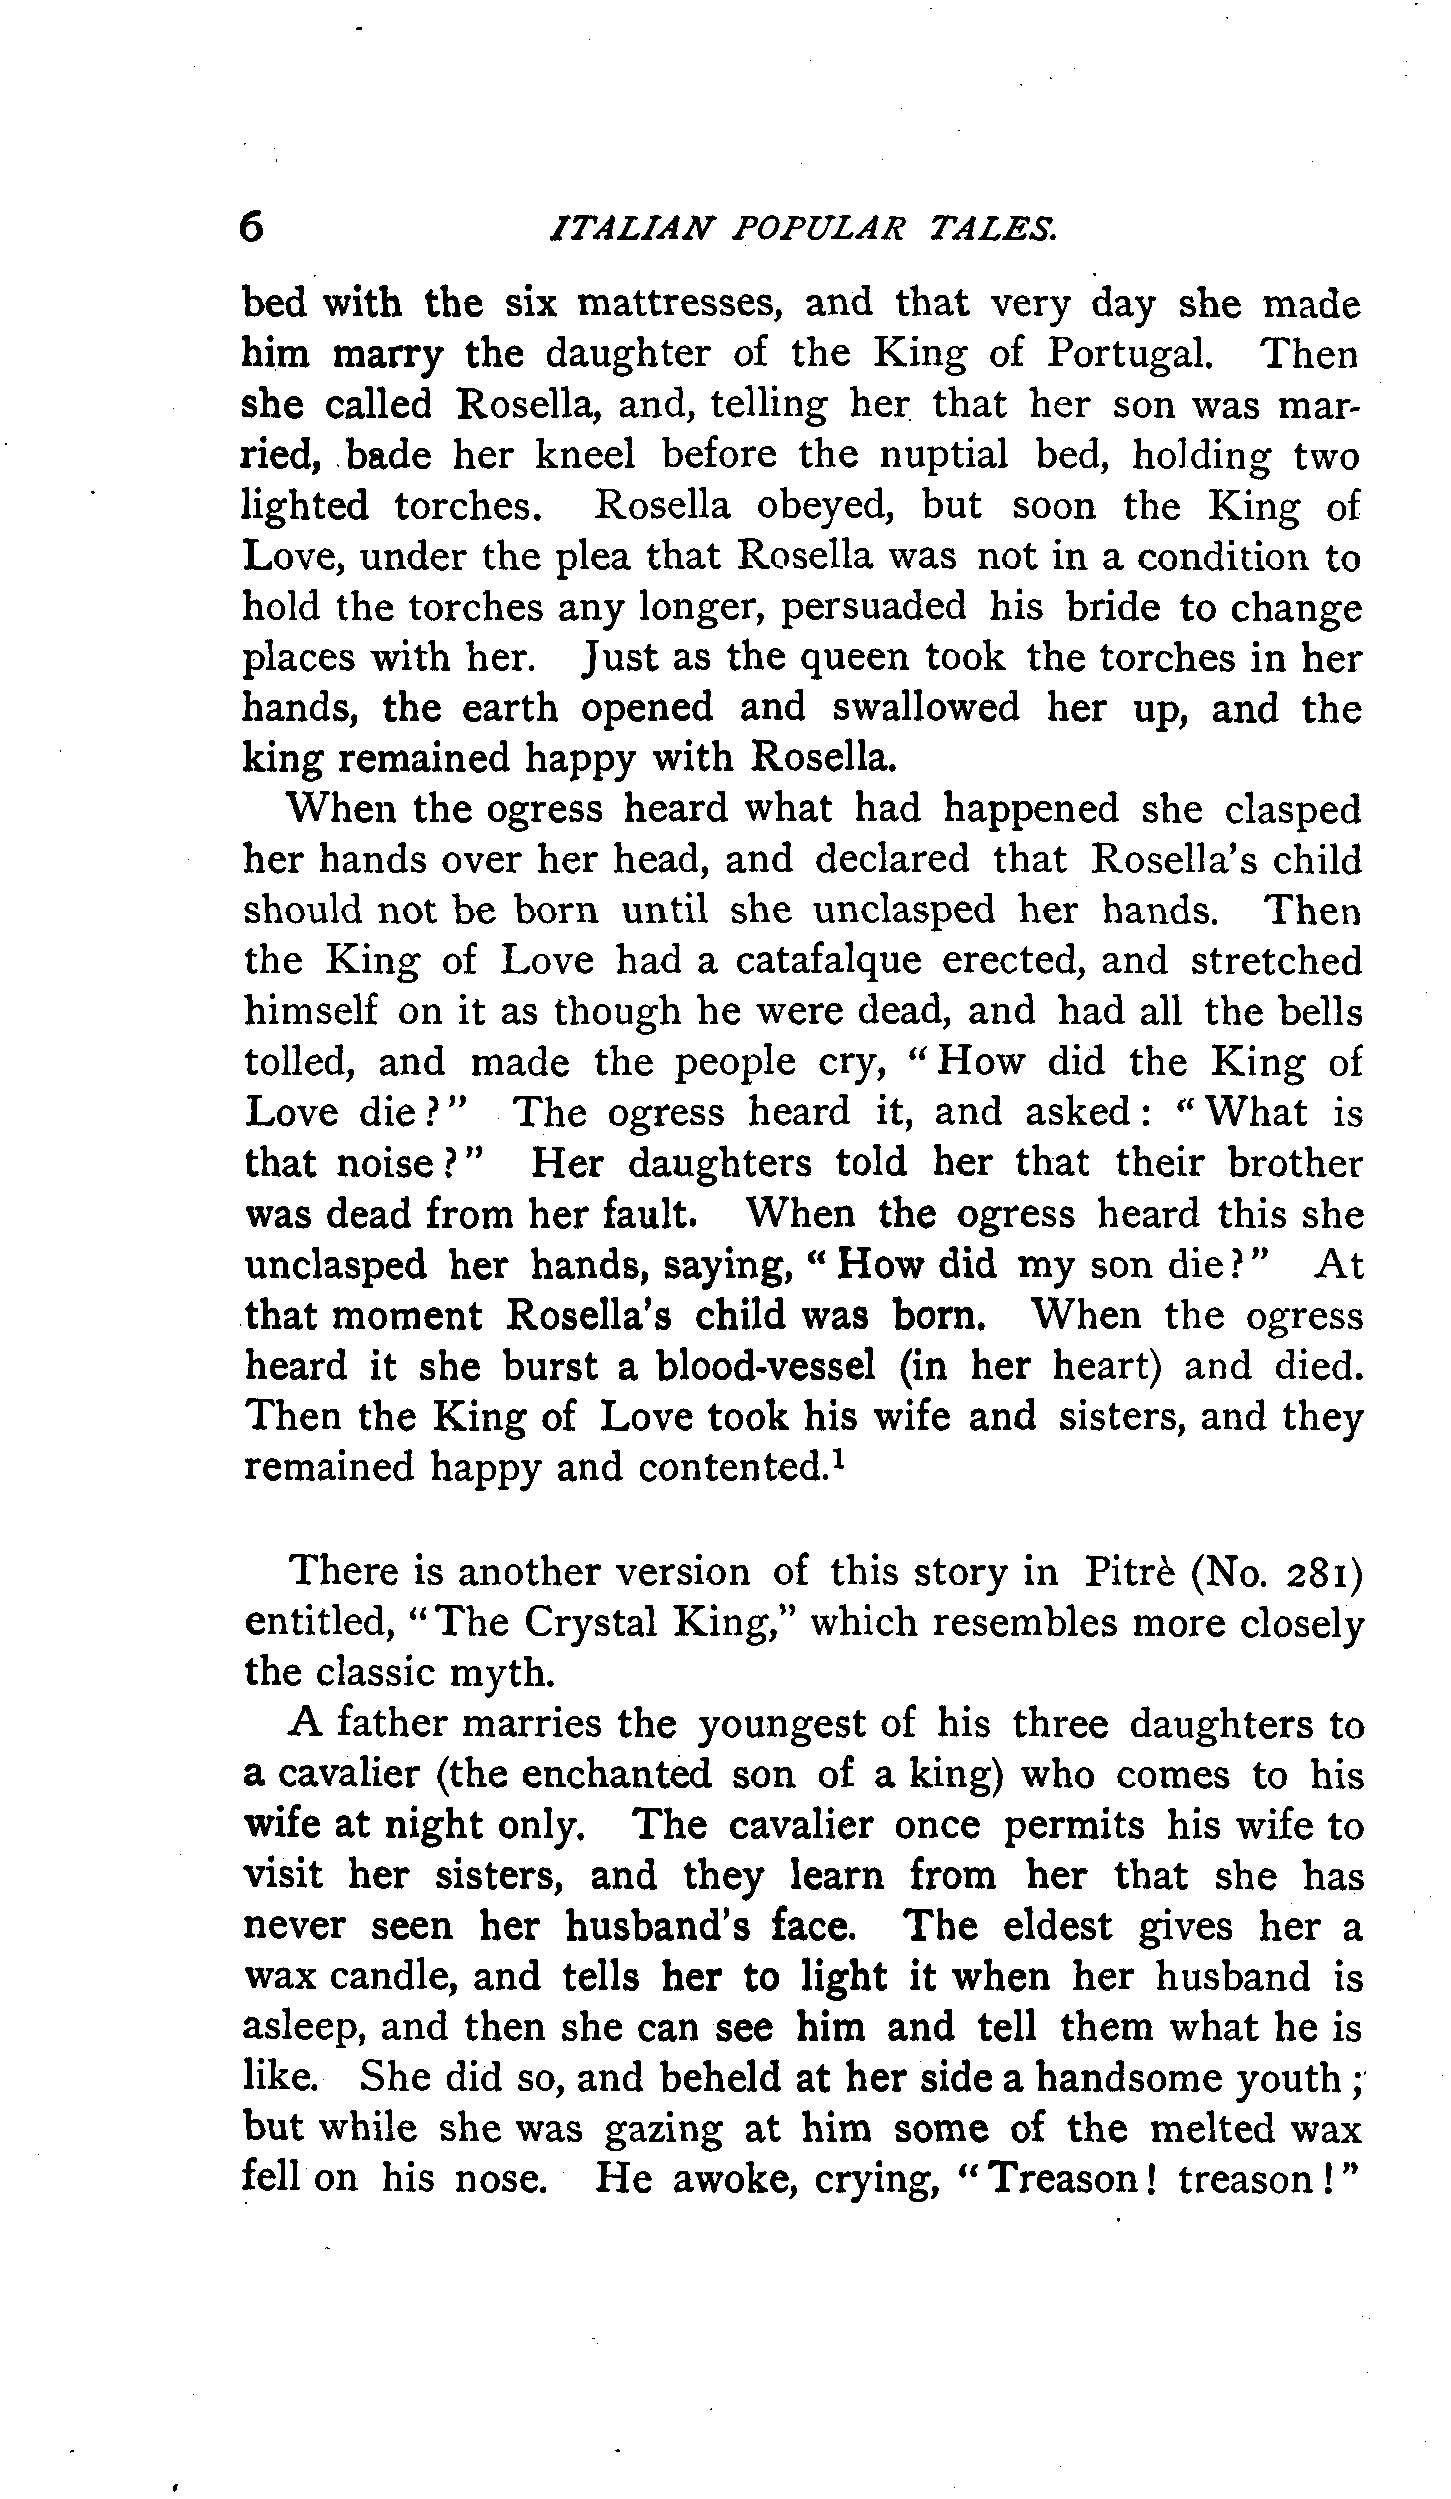 6 ITALIAN POPULAR TALES.
bed with the six mattresses, and that very day she made
him marry the daughter of the King of Portugal. Then
she called Rosella, and, telling her that her son was mar-
ried, bade her kneel before the nuptial bed, holding two
lighted torches. Rosella obeyed, but soon the King of
Love, under the plea that Rosella was not in a condition to
hold the torches any longer, persuaded his bride to change
places with her. Just as the queen took the torches in her
hands, the earth opened and swallowed her up, and the
king remained happy with Rosella.
When the ogress heard what had happened she clasped
her hands over her head, and declared that Rosella's child
should not be born until she unclasped her hands. Then
the King of Love had a catafalque erected, and stretched
himself on it as though he were dead, and had all the bells
tolled, and made the people cry, "How did the King of
Love die?" The ogress heard it, and asked: "What is
that noise?" Her daughters told her that their brother
was dead from her fault. When the ogress heard this she
unclasped her hands, saying, "How did my son die?" At
that moment Rosella's child was born. When the ogress
heard it she burst a blood-vessel (in her heart) and died.
Then the King of Love took his wife and sisters, and they
remained happy and contented.¹
There is another version of this story in Pitrè (No. 281)
entitled, "The Crystal King," which resembles more closely
the classic myth.
A father marries the youngest of his three daughters to
a cavalier (the enchanted son of a king) who comes to his
wife at night only. The cavalier once permits his wife to
visit her sisters, and they learn from her that she has
never seen her husband's face. The eldest gives her a
wax candle, and tells her to light it when her husband is
asleep, and then she can see him and tell them what he is
like. She did so, and beheld at her side a handsome youth;
but while she was gazing at him some of the melted wax
fell on his nose. He awoke, crying, "Treason! treason!"